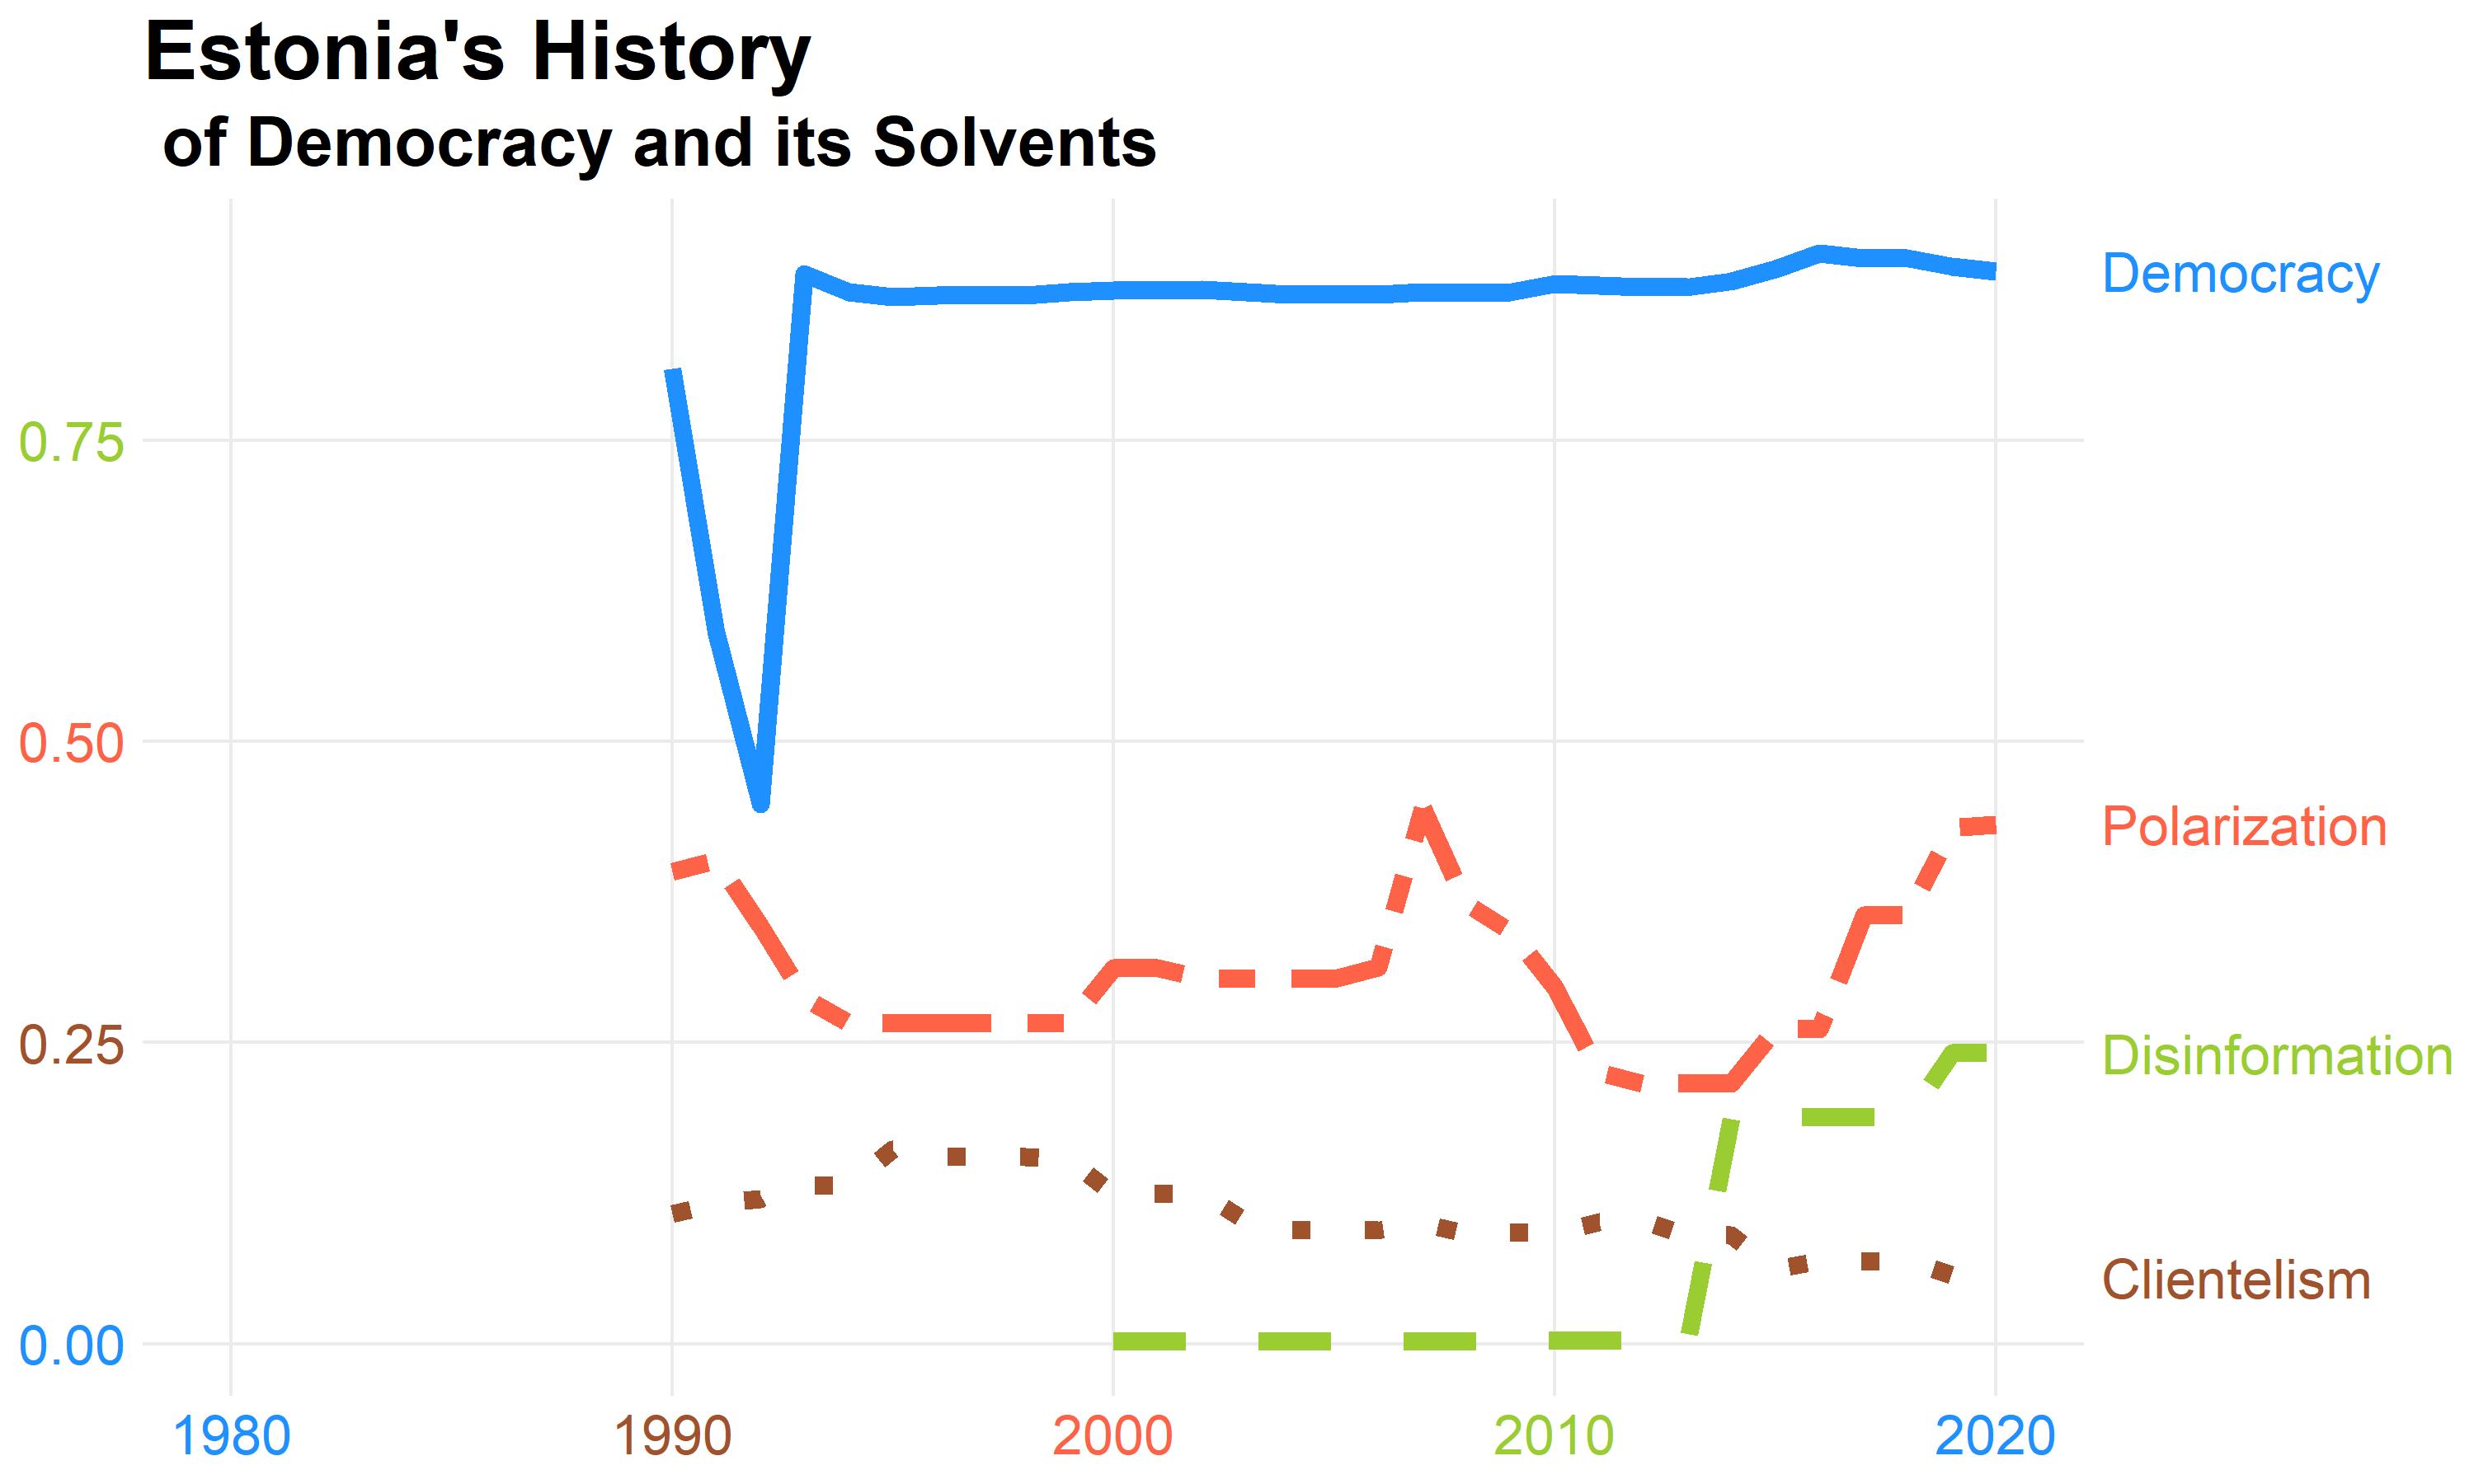 Estonia's History
of Democracy and its Solvents
Democracy
0.75
0.50
Polarization
0.25
Disinformation
Clientelism
0.00
1980 1990 2000 2010 2020